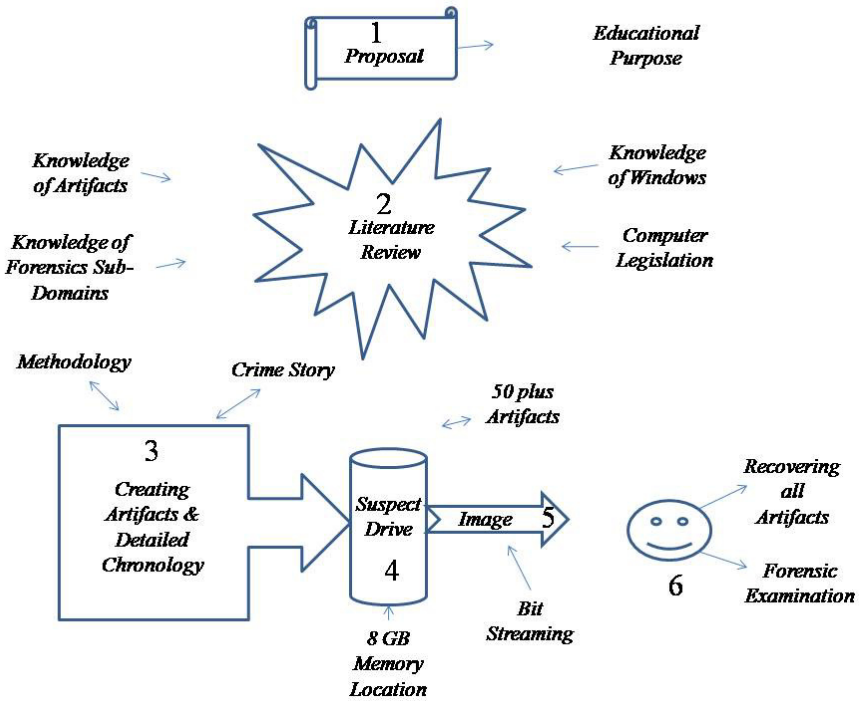 1
Proposal
Educational
Purpose
Knowledge
of Artifacts
Knowledge
of Windows
2
Literature
Review
Knowledge of
Forensics Sub-
Domains
Computer
Legislation
Methodology
Crime Story
50 plus
Artifacts
3
Creating
Artifacts &
Detailed
Chronology
Suspect
Drive
4
Image 5
Recovering
all
Artifacts
6
Forensic
Examination
Bit
Streaming
8 GB
Memory
Location